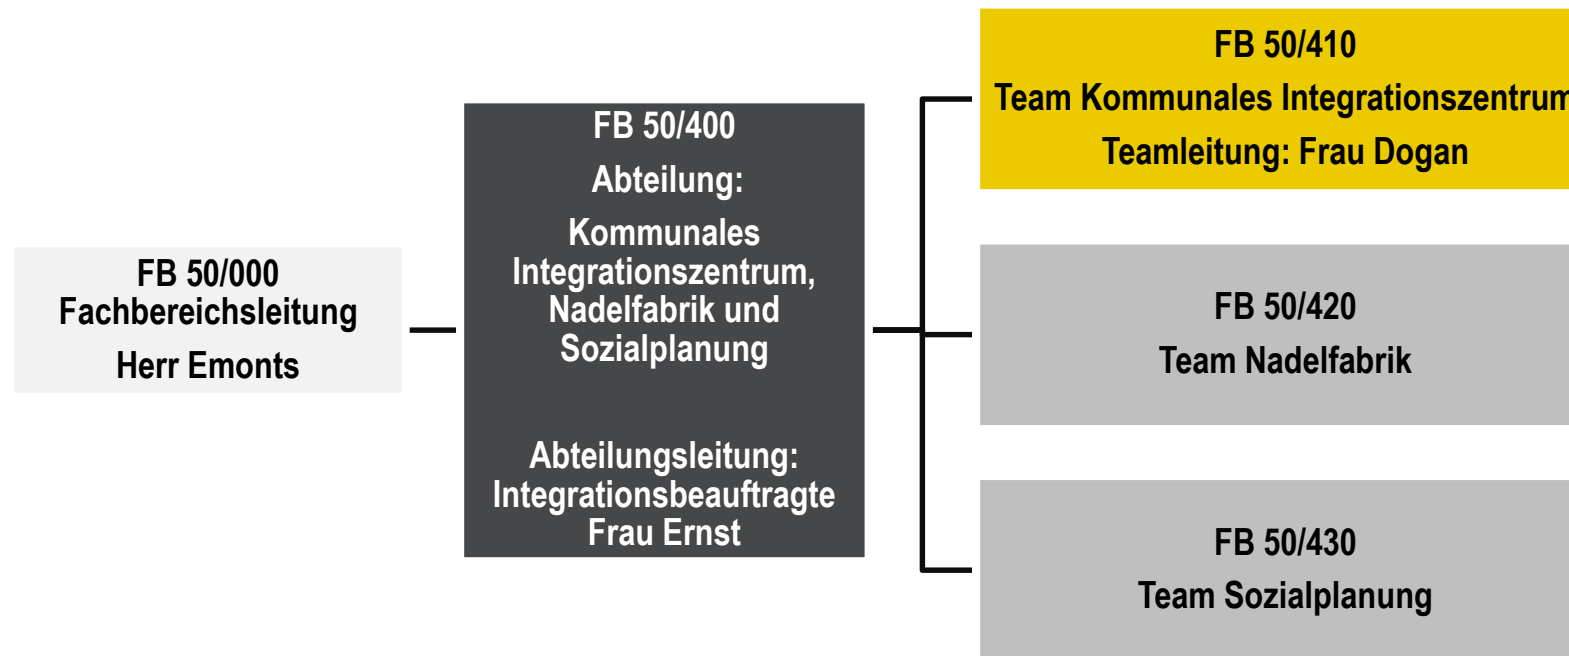 FB 50/000
Fachbereichsleitung
Herr Emonts
FB 50/400
Abteilung:
Kommunales
Integrationszentrum,
Nadelfabrik und
Sozialplanung
Abteilungsleitung:
Integrationsbeauftragte
Frau Ernst
FB 50/410
Team Kommunales Integrationszentrum
Teamleitung: Frau Dogan
FB 50/420
Team Nadelfabrik
FB 50/430
Team Sozialplanung